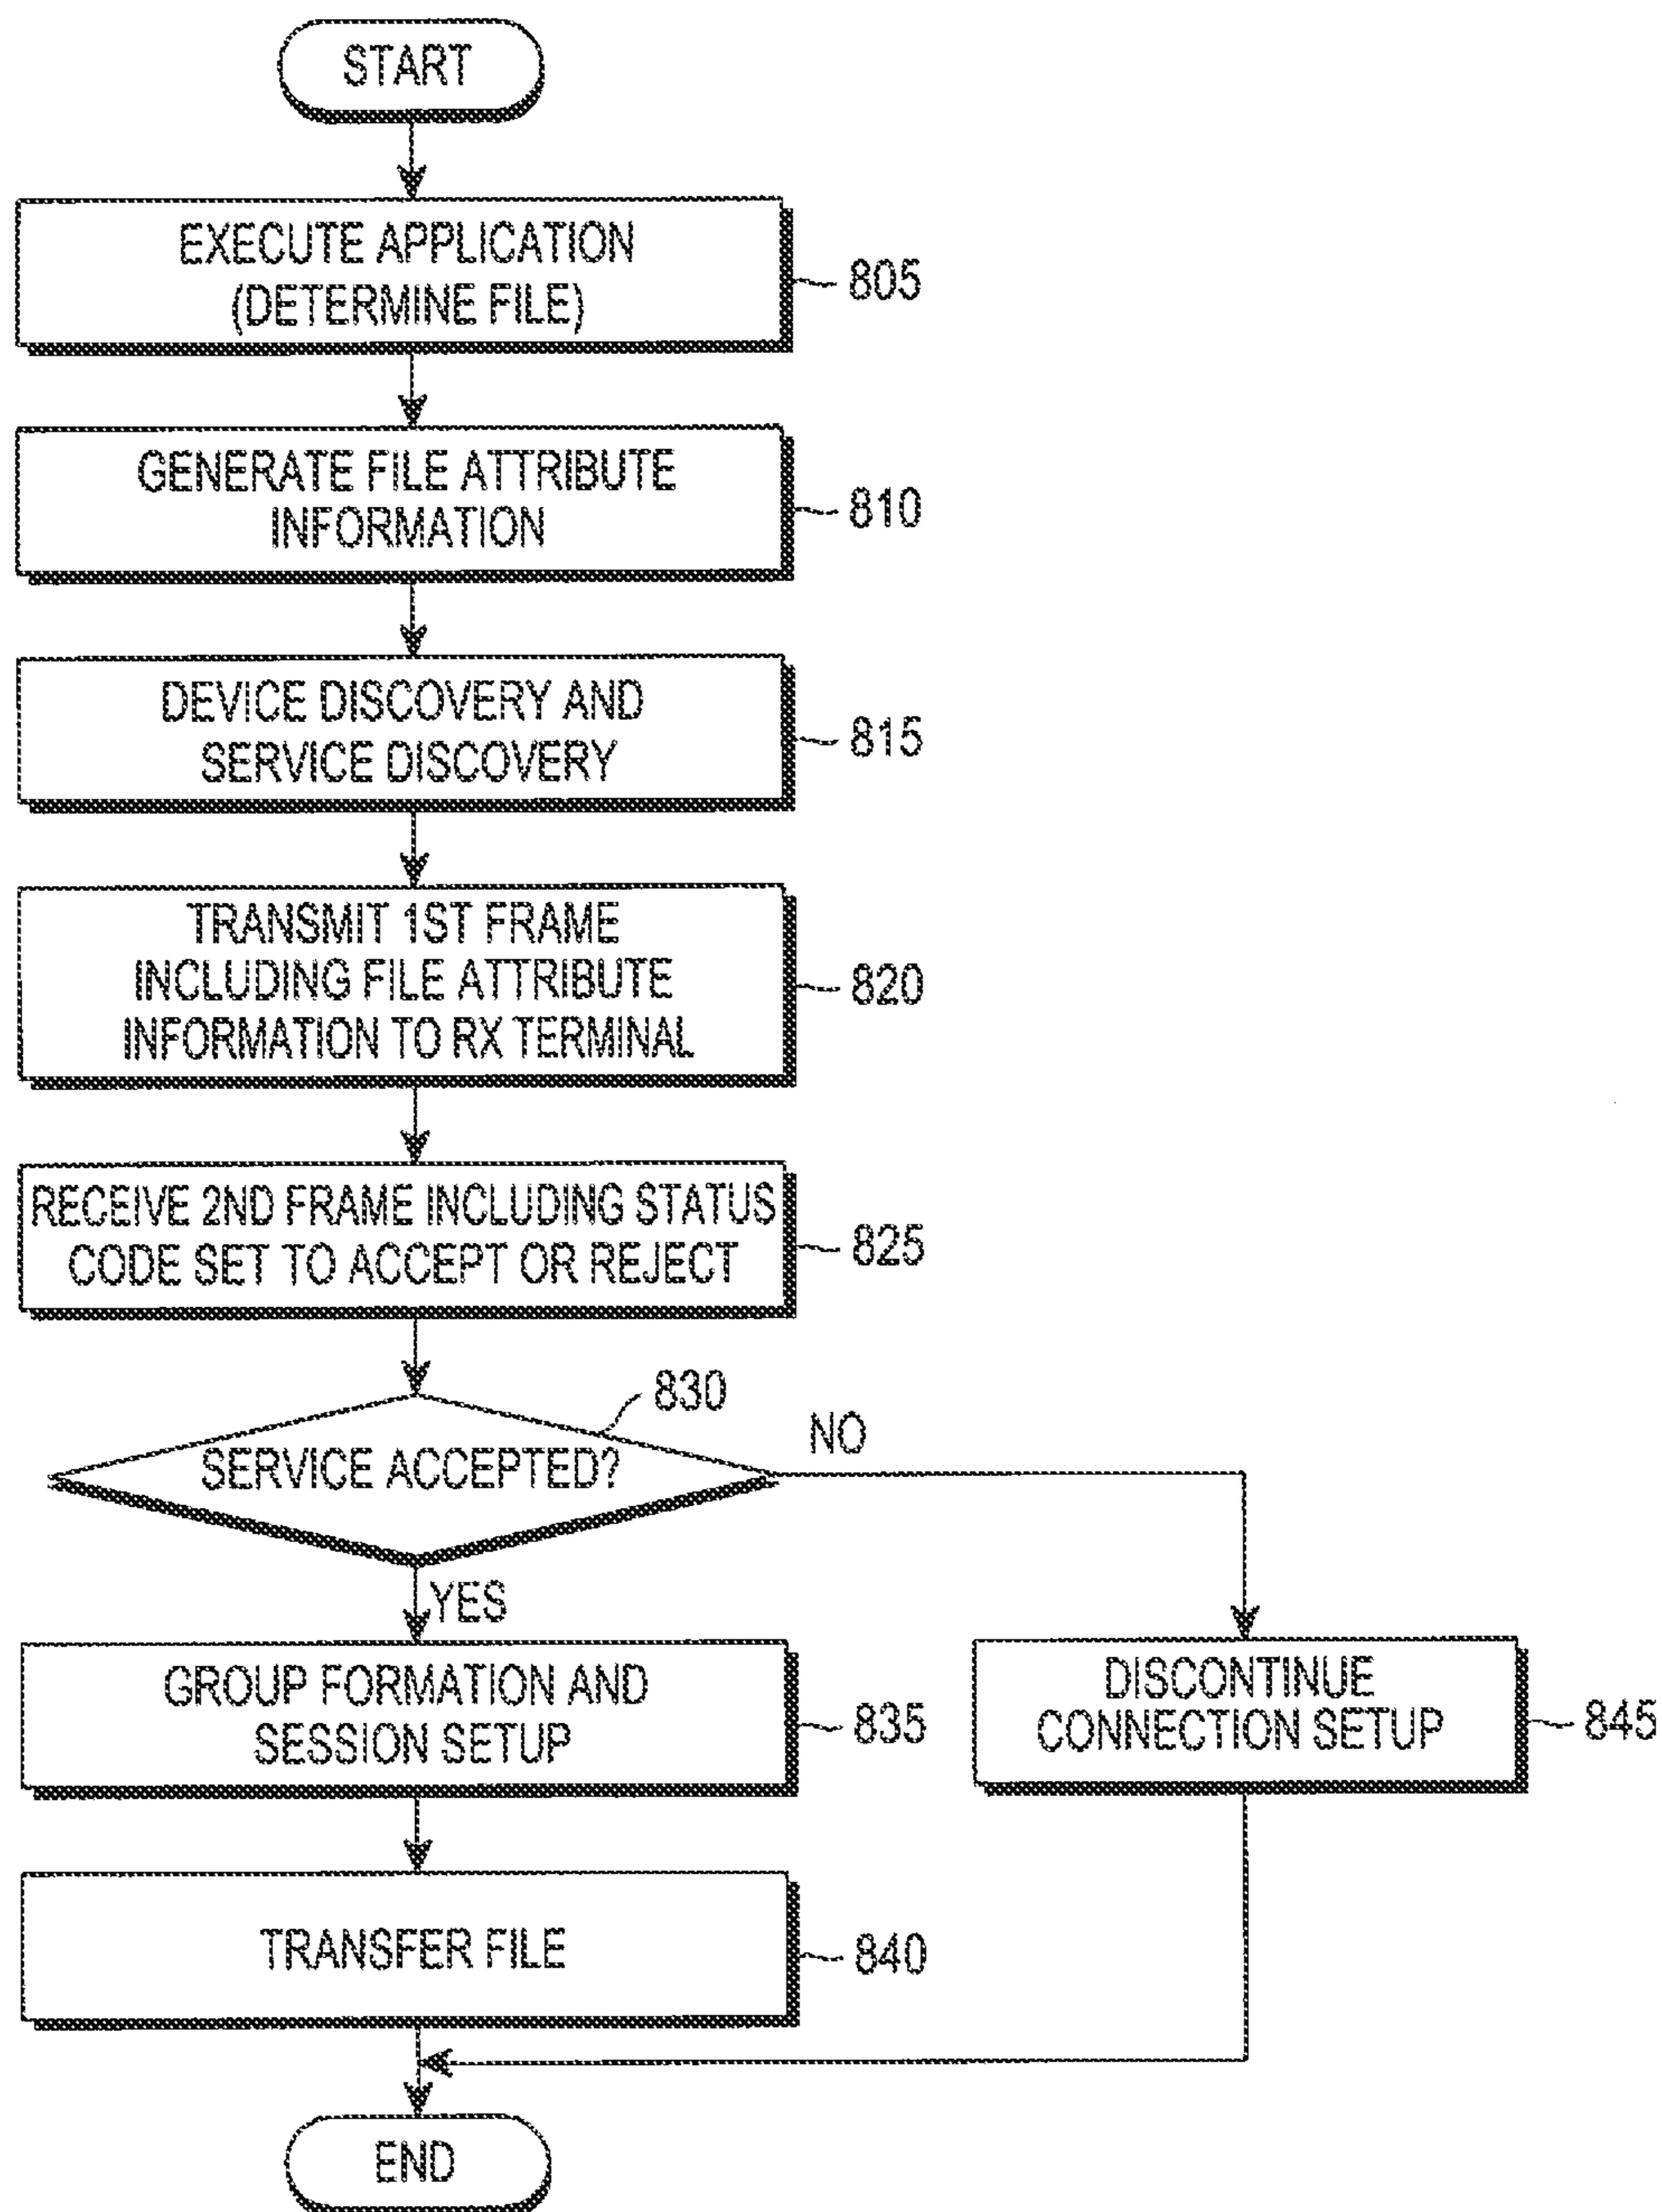 START
EXECUTE APPLICATION
(DETERMINE FILE)
805
GENERATE FILE ATTRIBUTE
INFORMATION
810
DEVICE DISCOVERY AND
SERVICE DISCOVERY
815
TRANSMIT 1ST FRAME
INCLUDING FILE ATTRIBUTE
INFORMATION TO RX TERMINAL
820
RECEIVE 2ND FRAME INCLUDING STATUS
CODE SET TO ACCEPT OR REJECT
825
830
SERVICE ACCEPTED?
NO
YES
GROUP FORMATION AND
SESSION SETUP
835
DISCONTINUE
CONNECTION SETUP
845
TRANSFER FILE
840
END